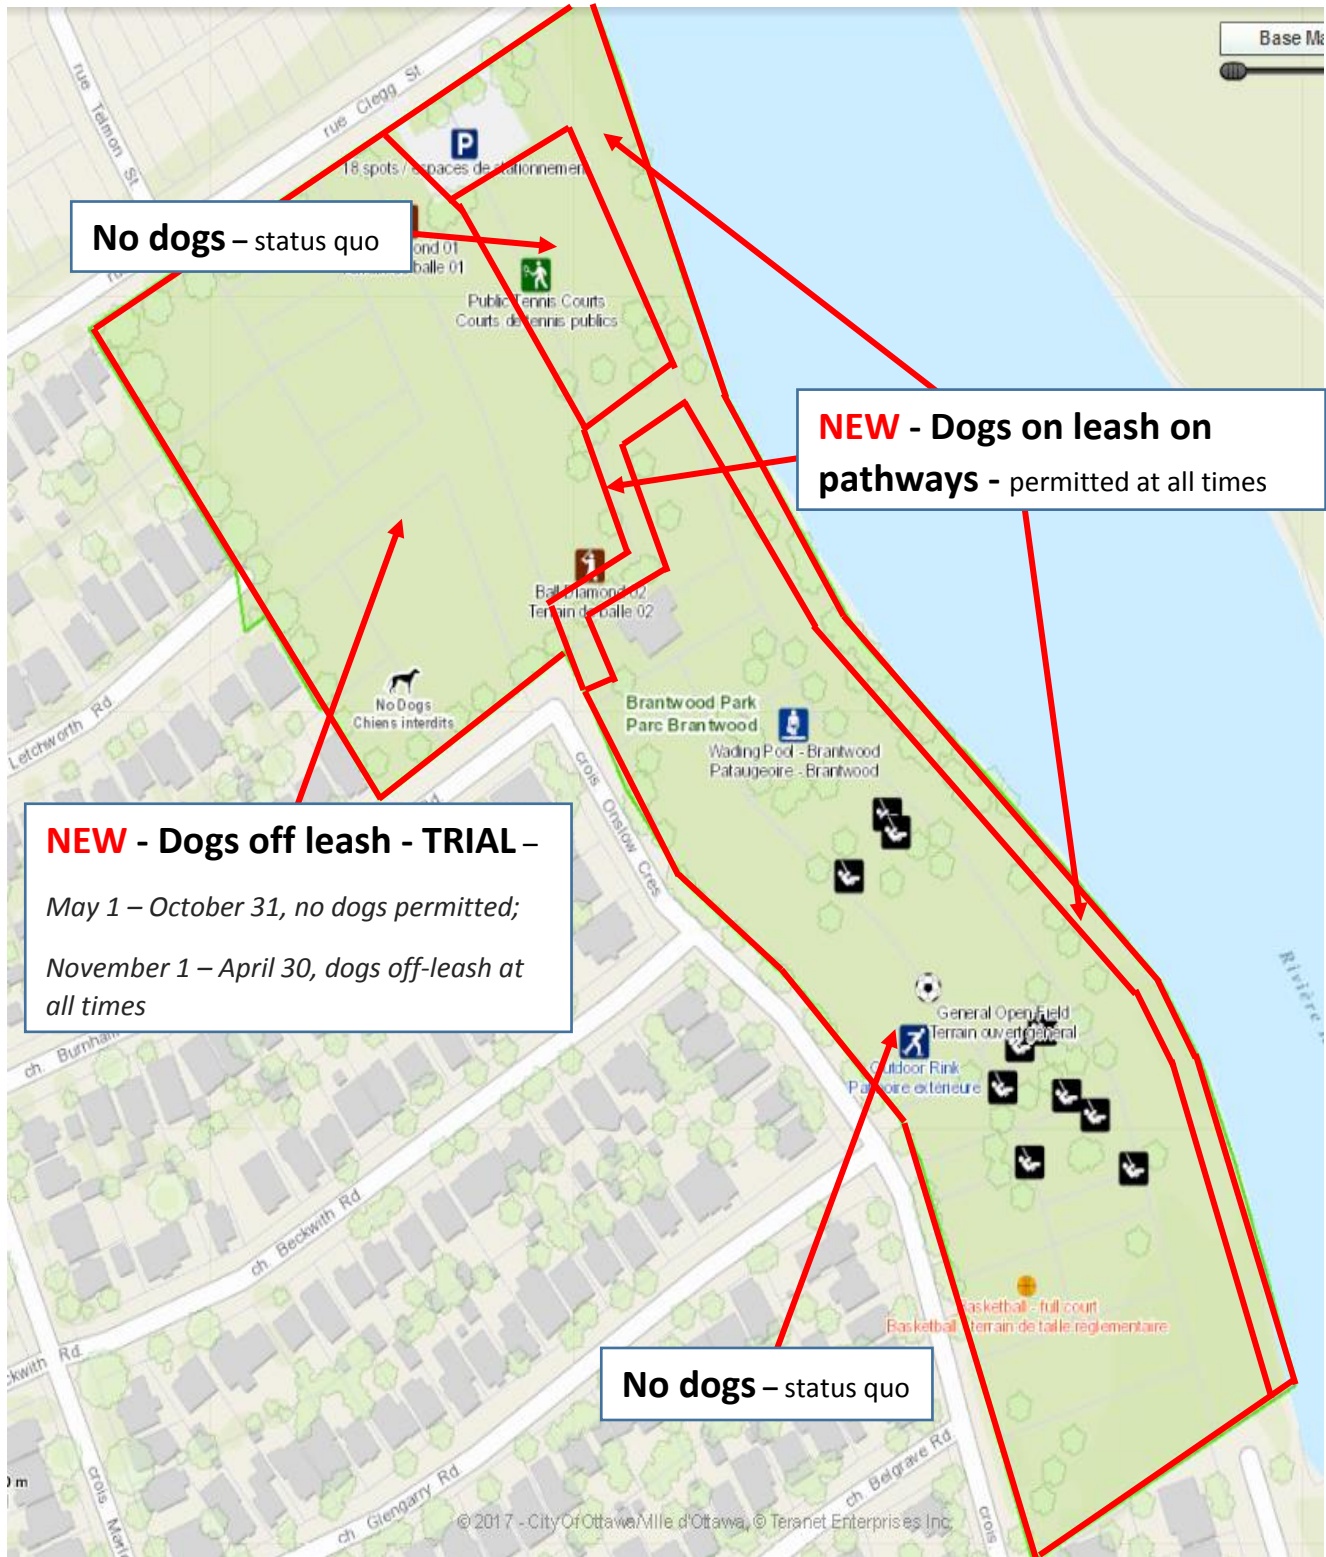 Base Ma
rue Telmon St
rue Clegg St
P
18 spots / espaces de stationnement
No dogs – status quo
ond 01
balle 01
Public Tennis Courts
Courts de tennis publics
NEW - Dogs on leash on
pathways - permitted at all times
Ball Diamond 02
Terrain de balle 02
No Dogs
Chiens interdits
Letchworth Rd
Brantwood Park
Parc Brantwood
Wading Pool - Brantwood
Pataugeoire - Brantwood
crois Onslow Cres
Rd.
NEW - Dogs off leash - TRIAL –
May 1 – October 31, no dogs permitted;
November 1 – April 30, dogs off-leash at
all times
Rivière
General Open Field
Terrain ouvert général
Outdoor Rink
Patinoire extérieure
ch. Burnham
ch. Beckwith Rd
Basketball - full court
Basketball - terrain de taille réglementaire
ckwith Rd.
No dogs – status quo
0 m
crois
ch Glengarry Rd
ch Belgrave Rd
crois
© 2017 - City Of Ottawa/Ville d'Ottawa, © Teranet Enterprises Inc.